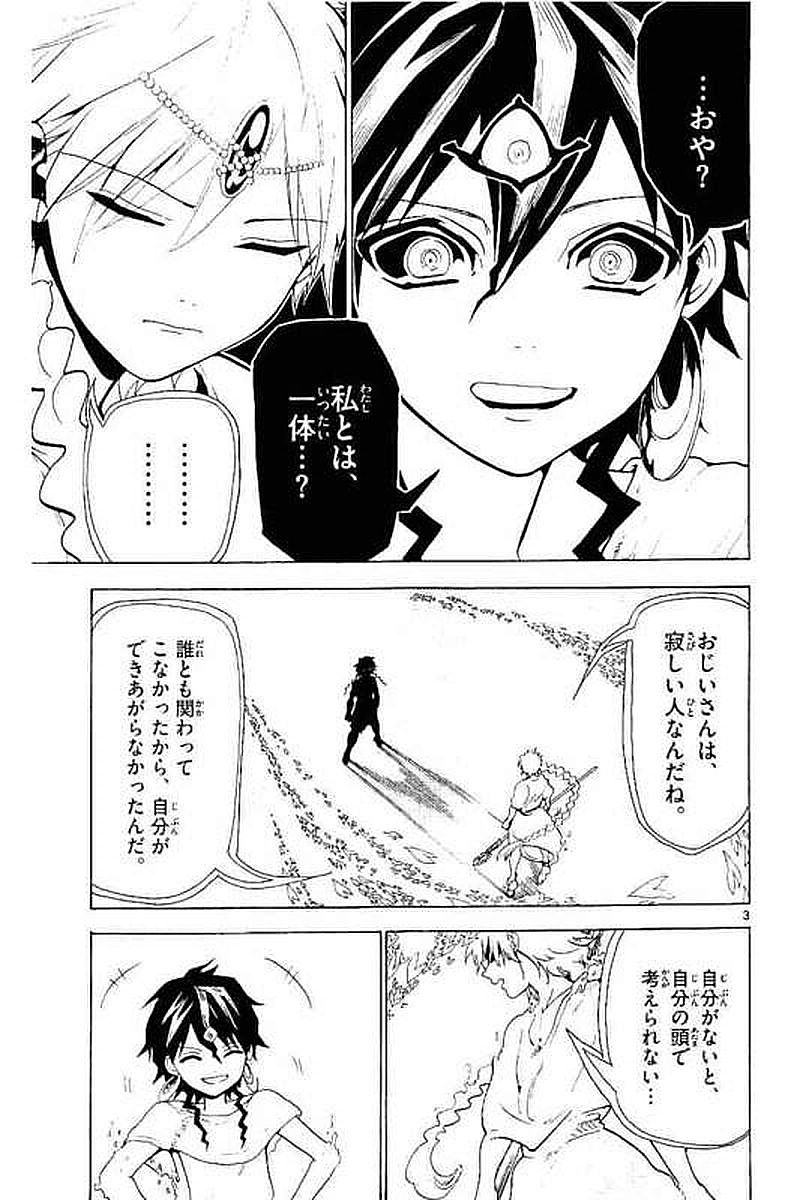 …おや？
私とは、
一体…？
………
………
おじいさんは、
寂しい人なんだね。
誰とも関わって
こなかったから、自分が
できあがらなかったんだ。
3
自分がないと、
自分の頭で
考えられない…